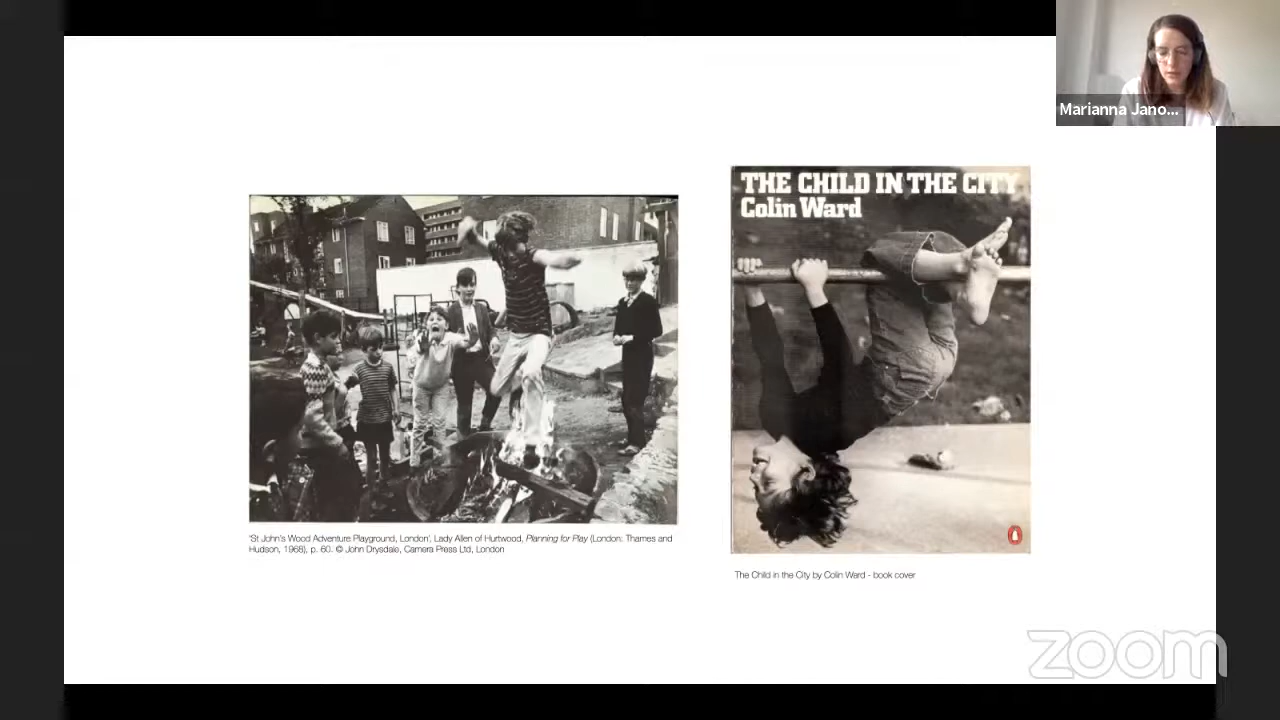 Marianna Jano...
THE CHILD IN THE CITY
Colin Ward
'St John's Wood Adventure Playground, London', Lady Allen of Hurtwood, Planning for Play (London: Thames and
Hudson, 1968), p. 60. © John Drysdale, Camera Press Ltd, London
The Child in the City by Colin Ward - book cover
zoom